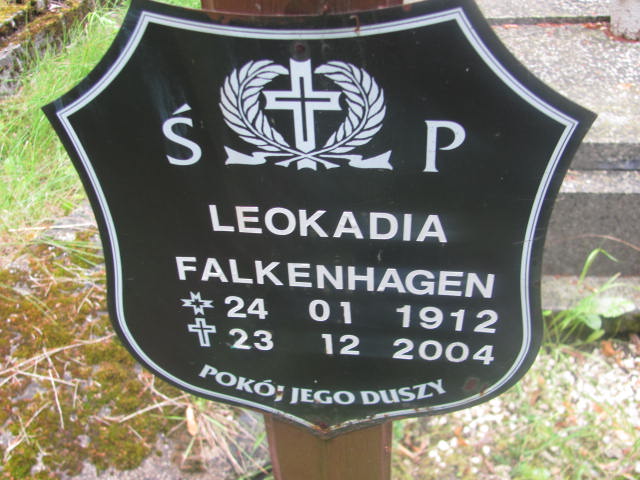 Ś P
LEOKADIA
FALKENHAGEN
24 01 1912
23 12 2004
POKÓJ JEGO DUSZY